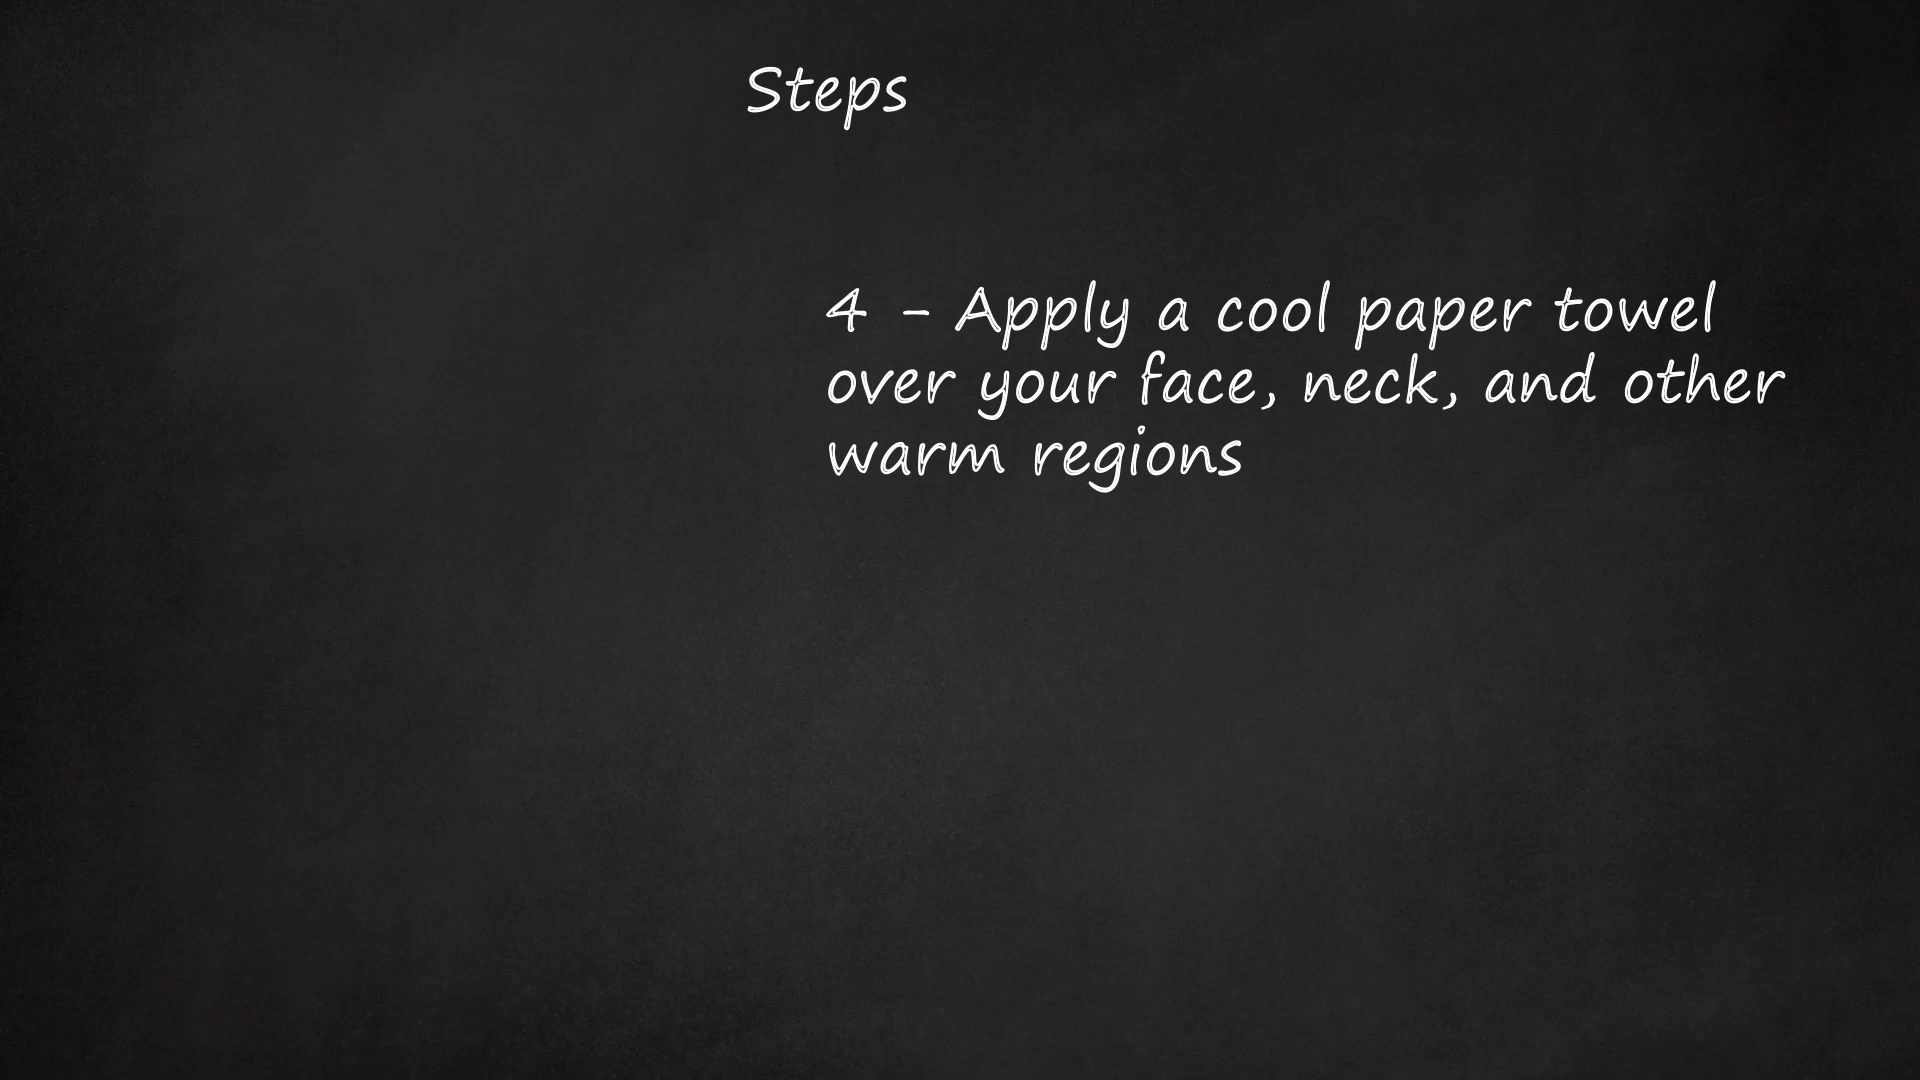 Steps
4 - Apply a cool paper towel
over your face, neck, and other
warm regions